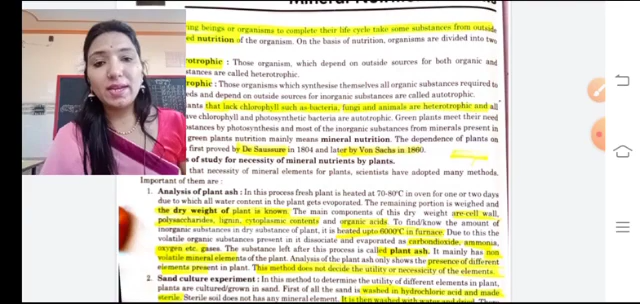 Mineral Nutrition
ring beings or organisms to complete their life cycle take some substances from outside
ed nutrition of the organism. On the basis of nutrition, organisms are divided into two
rotrophic : Those organism, which depend on outside sources for both organic and
stances are called heterotrophic.
rophic : Those organisms which synthesise themselves all organic substances required to
eds and depend on outside sources for inorganic substances are called autotrophic.
ants that lack chlorophyll such as bacteria, fungi and animals are heterotrophic and all
ve chlorophyll and photosynthetic bacteria are autotrophic. Green plants meet their need
bstances by photosynthesis and most of the inorganic substances from minerals present in
green plants nutrition mainly means mineral nutrition. The dependence of plants on
first proved by De Saussure in 1804 and later by Von Sachs in 1860.
s of study for necessity of mineral nutrients by plants.
that necessity of mineral elements for plants, scientists have adopted many methods.
Important of them are :
1. Analysis of plant ash : In this process fresh plant is heated at 70-80°C in oven for one or two days
due to which all water content in the plant gets evaporated. The remaining portion is weighed and
the dry weight of plant is known. The main components of this dry weight are cell wall,
polysaccharides, lignin, cytoplasmic contents and organic acids. To find/know the amount of
inorganic substances in dry substance of plant, it is heated upto 6000°C in furnace. Due to this the
volatile organic substances present in it dissociate and evaporated as carbondioxide, ammonia,
oxygen etc. gases. The substance left after this process is called plant ash. It mainly has non
volatile mineral elements of the plant. Analysis of the plant ash only shows the presence of different
elements present in plant. This method does not decide the utility or necessity of the elements.
2. Sand culture experiment : In this method to determine the utility of different elements in plant,
plants are cultured/grown in sand. First of all the sand is washed in hydrochloric acid and made
sterile. Sterile soil does not has any mineral element. It is then washed with water and dried.